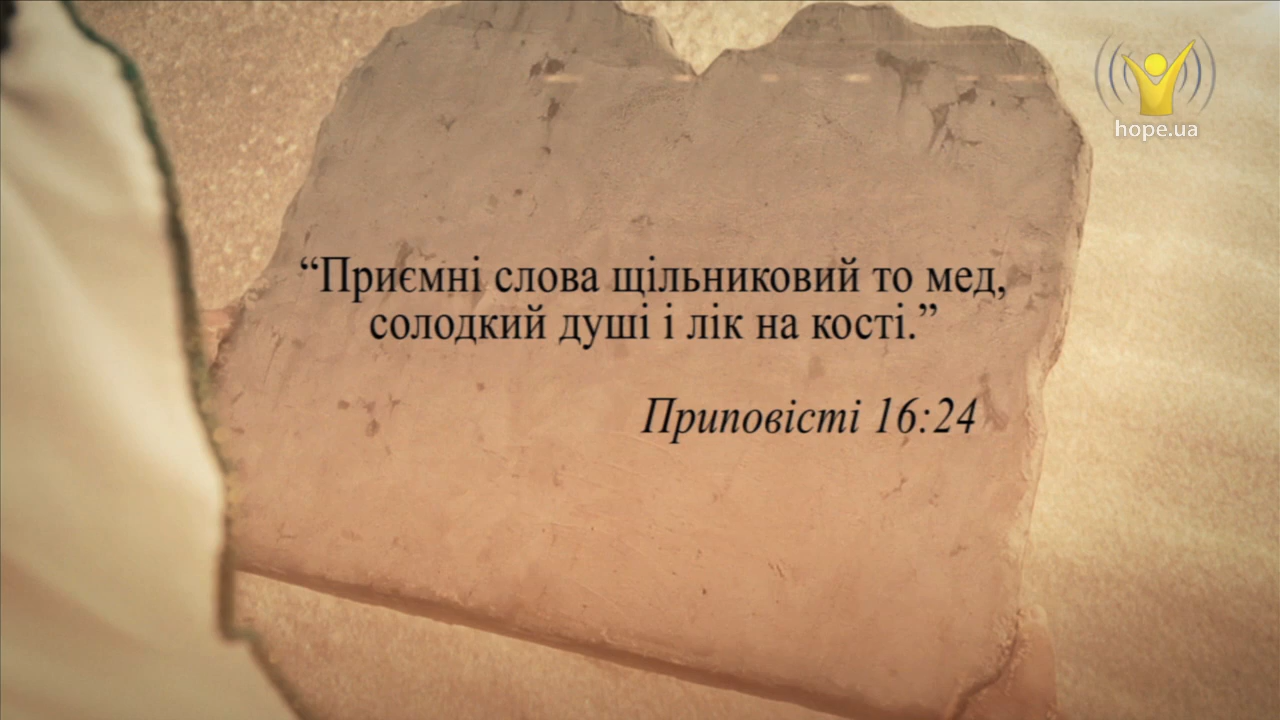 hope.ua
“Приємні слова щільниковий то мед,
солодкий душі і лік на кості.”
Приповісті 16:24